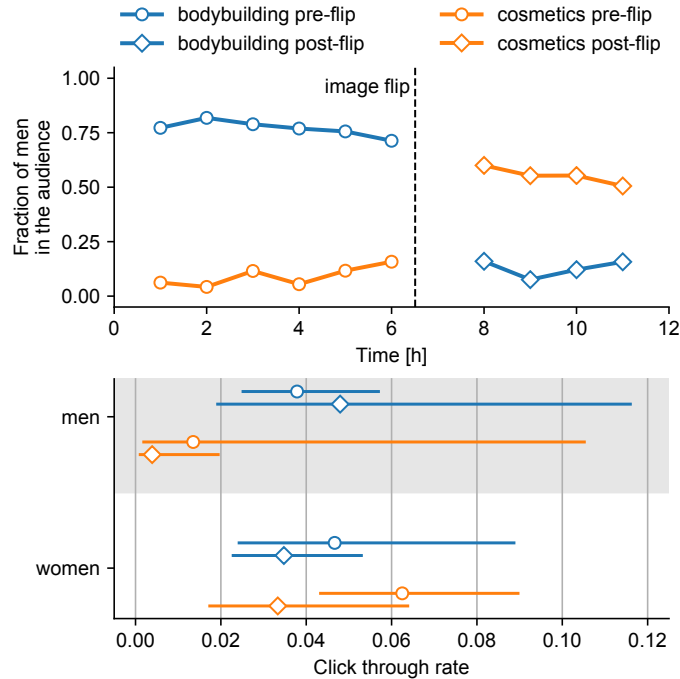 bodybuilding pre-flip
cosmetics pre-flip
bodybuilding post-flip
cosmetics post-flip
1.00
0.75
0.50
0.25
0.00
Fraction of men
in the audience
image flip
0 2 4 6 8 10 12
Time [h]
men
women
0.00 0.02 0.04 0.06 0.08 0.10 0.12
Click through rate